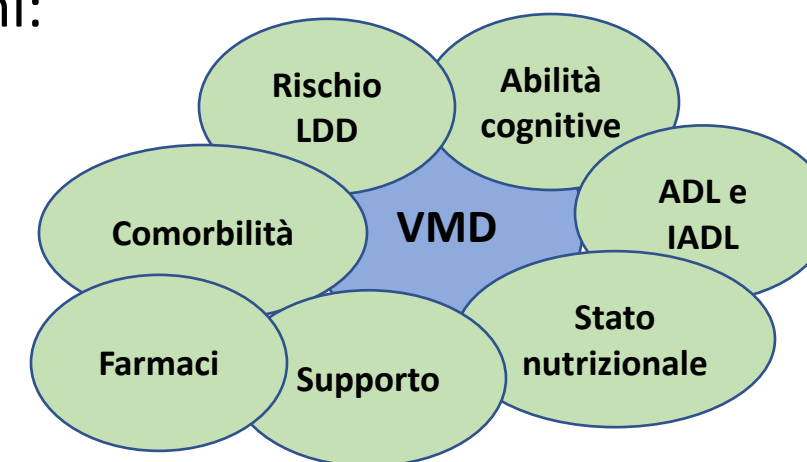 Rischio
LDD
Abilità
cognitive
ADL e
IADL
Comorbilità
VMD
Stato
nutrizionale
Farmaci
Supporto